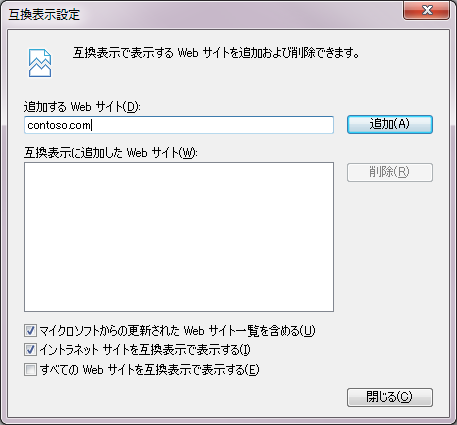 互換表示設定
互換表示で表示する Web サイトを追加および削除できます。
追加する Web サイト(D):
contoso.com
追加(A)
互換表示に追加した Web サイト(W):
削除(R)
マイクロソフトからの更新された Web サイト一覧を含める(U)
イントラネット サイトを互換表示で表示する(I)
すべての Web サイトを互換表示で表示する(E)
閉じる(C)